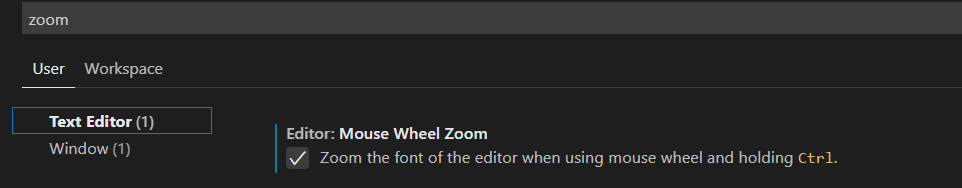 zoom
User Workspace
Text Editor (1)
Window (1)
Editor: Mouse Wheel Zoom
Zoom the font of the editor when using mouse wheel and holding Ctrl.